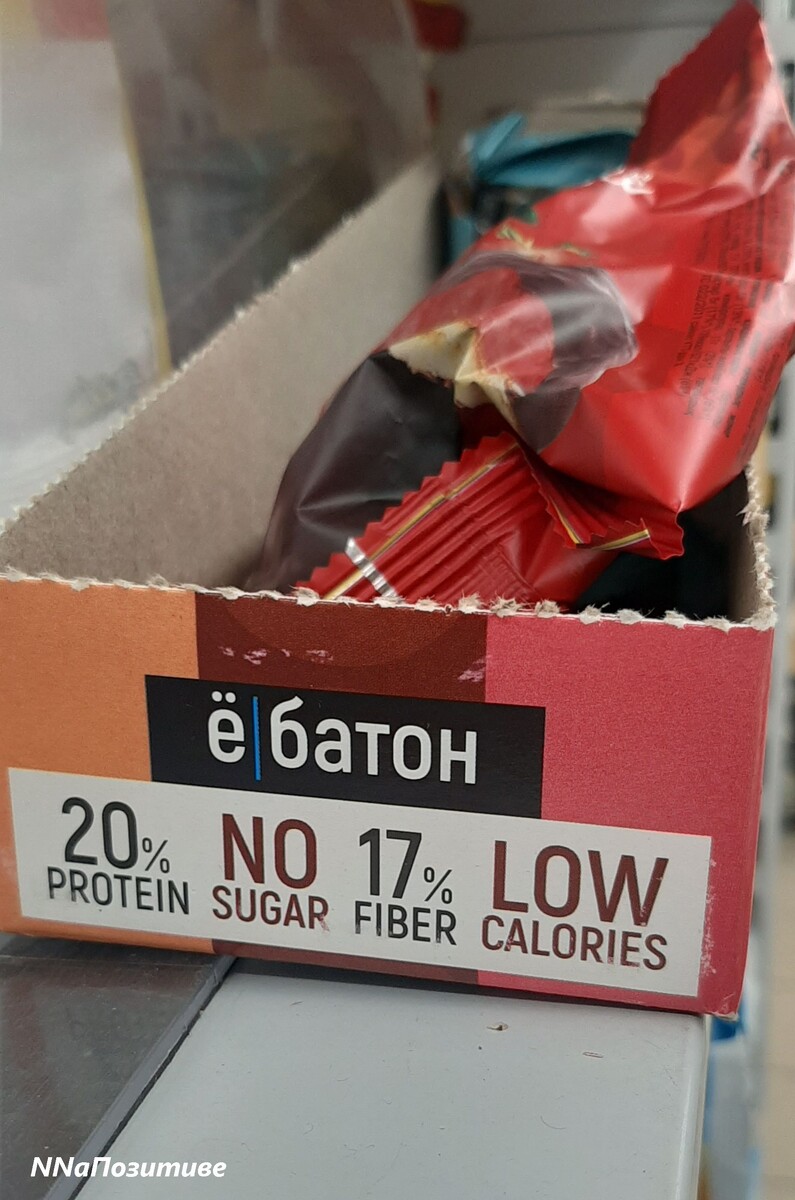 ё|батон
20% NO 17% LOW
PROTEIN SUGAR FIBER CALORIES
NNаПозитиве